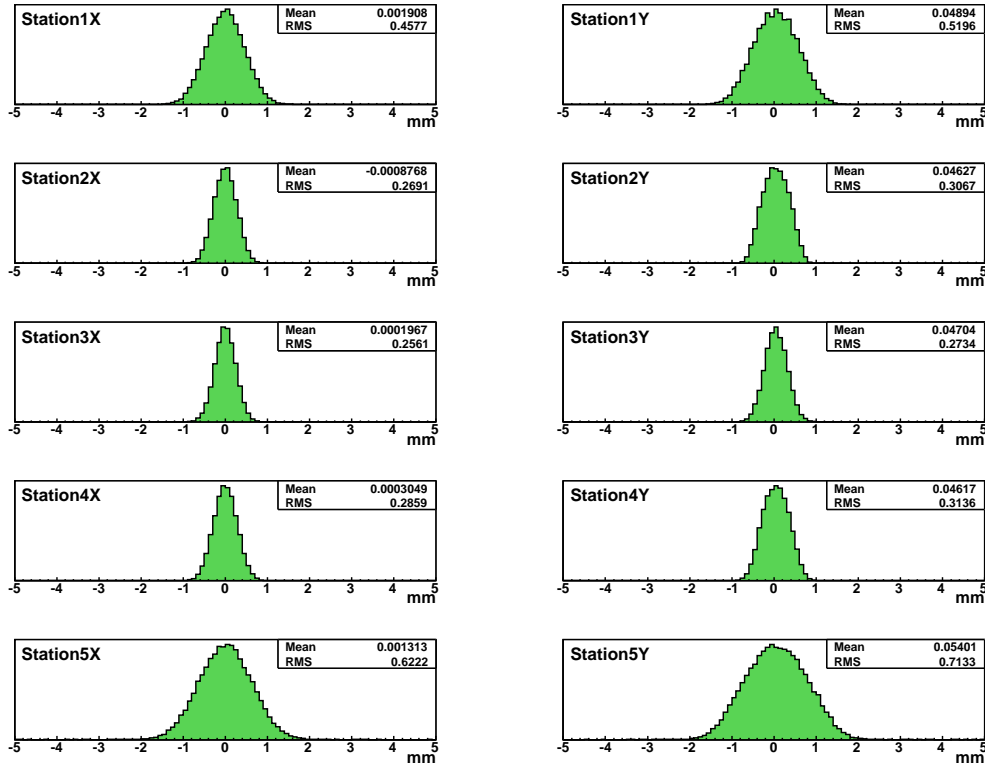 Station1X
Mean 0.001908
RMS 0.4577
-5 -4 -3 -2 -1 0 1 2 3 4 5
mm
Station1Y
Mean 0.04894
RMS 0.5196
-5 -4 -3 -2 -1 0 1 2 3 4 5
mm
Station2X
Mean -0.0008768
RMS 0.2691
-5 -4 -3 -2 -1 0 1 2 3 4 5
mm
Station2Y
Mean 0.04627
RMS 0.3067
-5 -4 -3 -2 -1 0 1 2 3 4 5
mm
Station3X
Mean 0.0001967
RMS 0.2561
-5 -4 -3 -2 -1 0 1 2 3 4 5
mm
Station3Y
Mean 0.04704
RMS 0.2734
-5 -4 -3 -2 -1 0 1 2 3 4 5
mm
Station4X
Mean 0.0003049
RMS 0.2859
-5 -4 -3 -2 -1 0 1 2 3 4 5
mm
Station4Y
Mean 0.04617
RMS 0.3136
-5 -4 -3 -2 -1 0 1 2 3 4 5
mm
Station5X
Mean 0.001313
RMS 0.6222
-5 -4 -3 -2 -1 0 1 2 3 4 5
mm
Station5Y
Mean 0.05401
RMS 0.7133
-5 -4 -3 -2 -1 0 1 2 3 4 5
mm